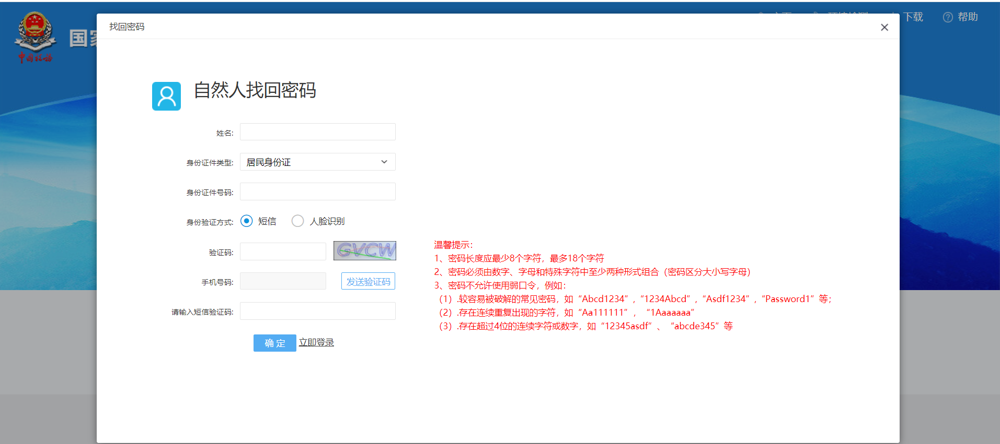 中国税务
国家
下载
帮助
找回密码
自然人找回密码
姓名:
身份证件类型:
居民身份证
身份证件号码:
身份验证方式:
短信
人脸识别
验证码:
GVCW
手机号码:
发送验证码
请输入短信验证码:
确 定 立即登录
温馨提示：
1、密码长度应最少8个字符，最多18个字符
2、密码必须由数字、字母和特殊字符中至少两种形式组合（密码区分大小写字母）
3、密码不允许使用弱口令，例如：
（1）.较容易被破解的常见密码，如“Abcd1234”,“1234Abcd”,“Asdf1234”,“Password1”等；
（2）.存在连续重复出现的字符，如“Aa111111”，“1Aaaaaaa”
（3）.存在超过4位的连续字符或数字，如“12345asdf”、“abcde345”等